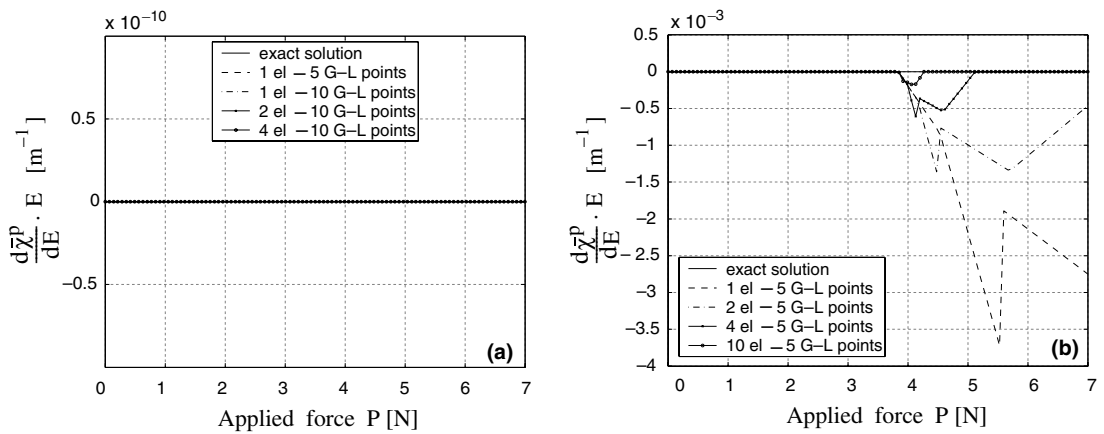 x 10⁻¹⁰
0.5
0
−0.5
dχ̄ᵖ/dE · E [m⁻¹]
exact solution
1 el − 5 G–L points
1 el − 10 G–L points
2 el − 10 G–L points
4 el − 10 G–L points
(a)
0 1 2 3 4 5 6 7
Applied force P [N]
x 10⁻³
0.5
0
− 0.5
−1
−1.5
−2
− 2.5
−3
−3.5
−4
dχ̄ᵖ/dE · E [m⁻¹]
exact solution
1 el − 5 G–L points
2 el − 5 G–L points
4 el − 5 G–L points
10 el − 5 G–L points
(b)
0 1 2 3 4 5 6 7
Applied force P [N]